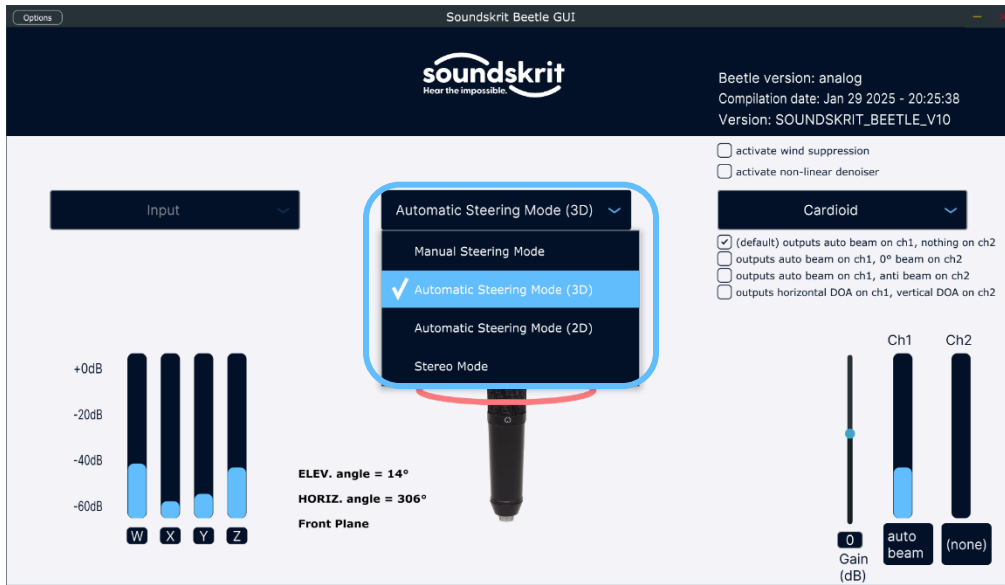 Options
Soundskrit Beetle GUI
soundskrit
Hear the impossible.
Beetle version: analog
Compilation date: Jan 29 2025 - 20:25:38
Version: SOUNDSKRIT_BEETLE_V10
activate wind suppression
activate non-linear denoiser
Input
Automatic Steering Mode (3D)
Manual Steering Mode
Automatic Steering Mode (3D)
Automatic Steering Mode (2D)
Stereo Mode
Cardioid
(default) outputs auto beam on ch1, nothing on ch2
outputs auto beam on ch1, 0° beam on ch2
outputs auto beam on ch1, anti beam on ch2
outputs horizontal DOA on ch1, vertical DOA on ch2
+0dB
-20dB
-40dB
-60dB
W X Y Z
ELEV. angle = 14°
HORIZ. angle = 306°
Front Plane
Ch1 Ch2
0
Gain
(dB)
auto
beam
(none)